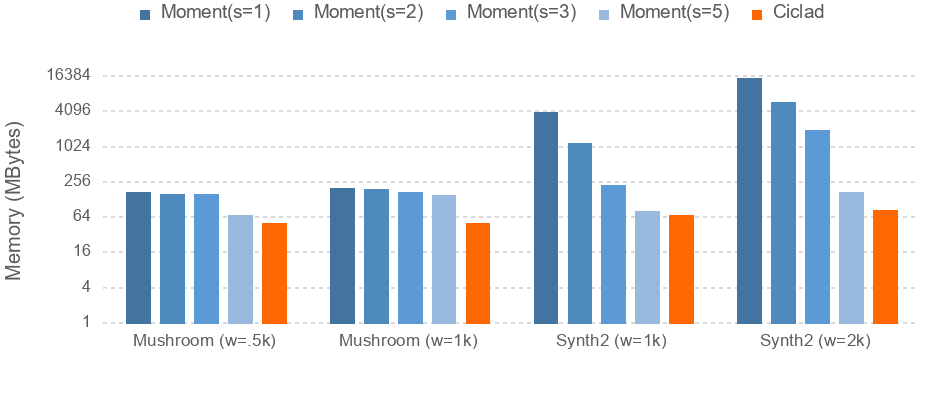 Moment(s=1) Moment(s=2) Moment(s=3) Moment(s=5) Ciclad
Memory (MBytes)
16384
4096
1024
256
64
16
4
1
Mushroom (w=.5k) Mushroom (w=1k) Synth2 (w=1k) Synth2 (w=2k)